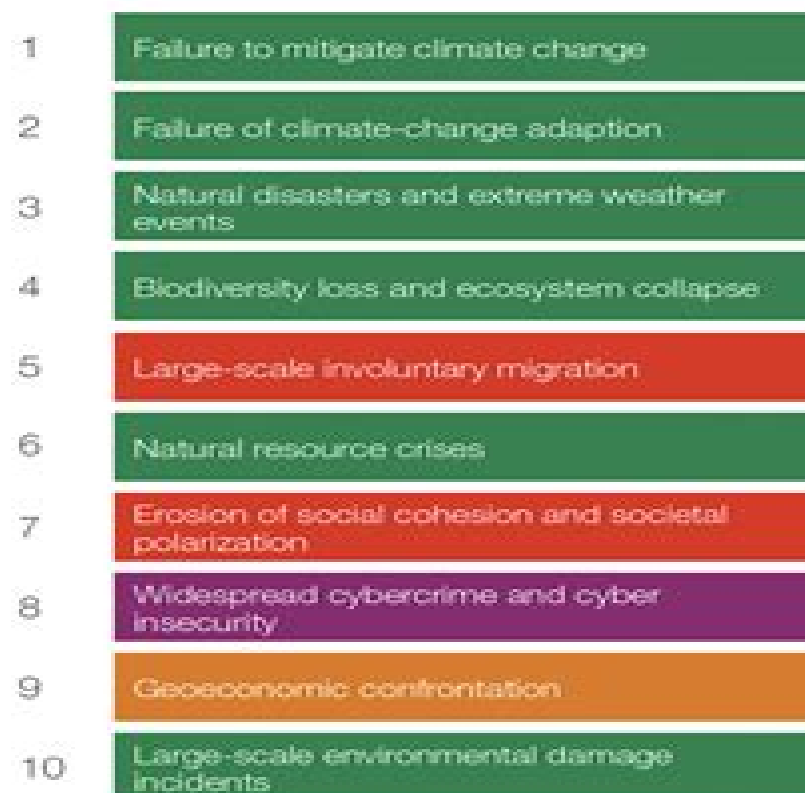 1 Failure to mitigate climate change
2 Failure of climate-change adaption
3 Natural disasters and extreme weather
events
4 Biodiversity loss and ecosystem collapse
5 Large-scale involuntary migration
6 Natural resource crises
7 Erosion of social cohesion and societal
polarization
8 Widespread cybercrime and cyber
insecurity
9 Geoeconomic confrontation
10 Large-scale environmental damage
incidents